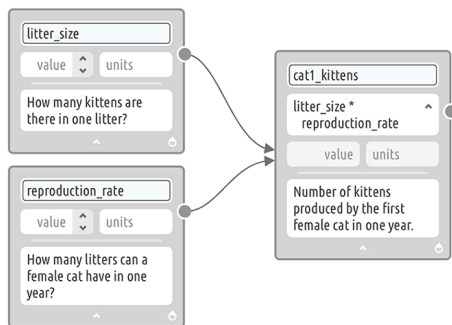 litter_size
value units
How many kittens are
there in one litter?
reproduction_rate
value units
How many litters can a
female cat have in one
year?
cat1_kittens
litter_size *
reproduction_rate
value units
Number of kittens
produced by the first
female cat in one year.